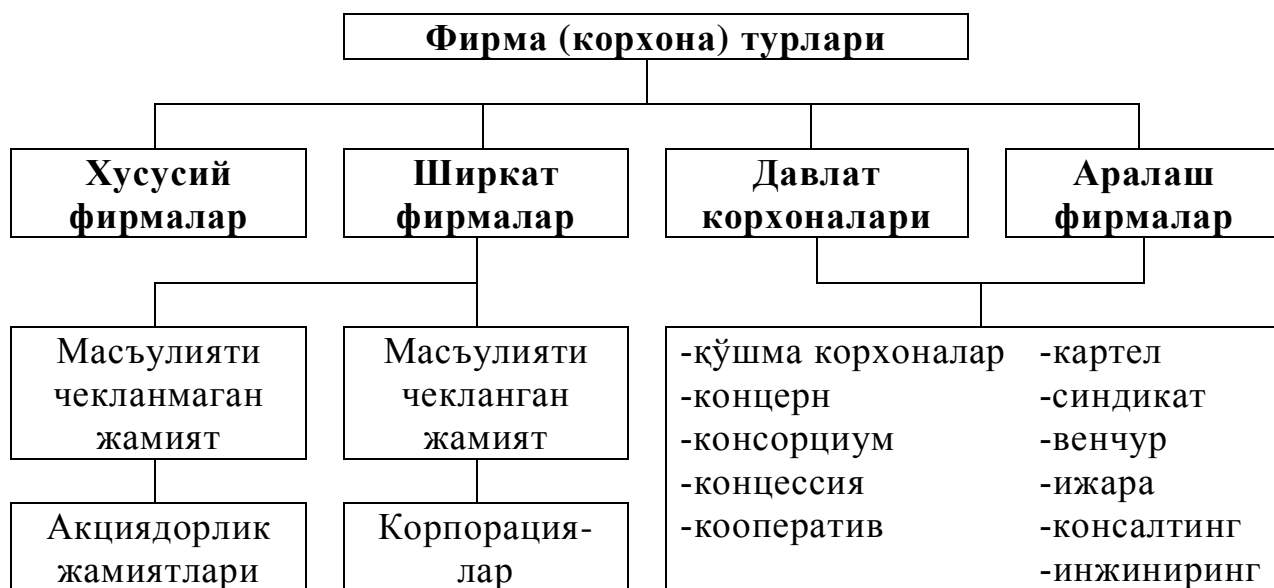 Фирма (корхона) турлари
Хусусий
фирмалар
Ширкат
фирмалар
Давлат
корхоналари
Аралаш
фирмалар
Масъулияти
чекланмаган
жамият
Масъулияти
чекланган
жамият
-қўшма корхоналар
-концерн
-консорциум
-концессия
-кооператив
-картел
-синдикат
-венчур
-ижара
-консалтинг
-инжиниринг
Акциядорлик
жамиятлари
Корпорация-
лар